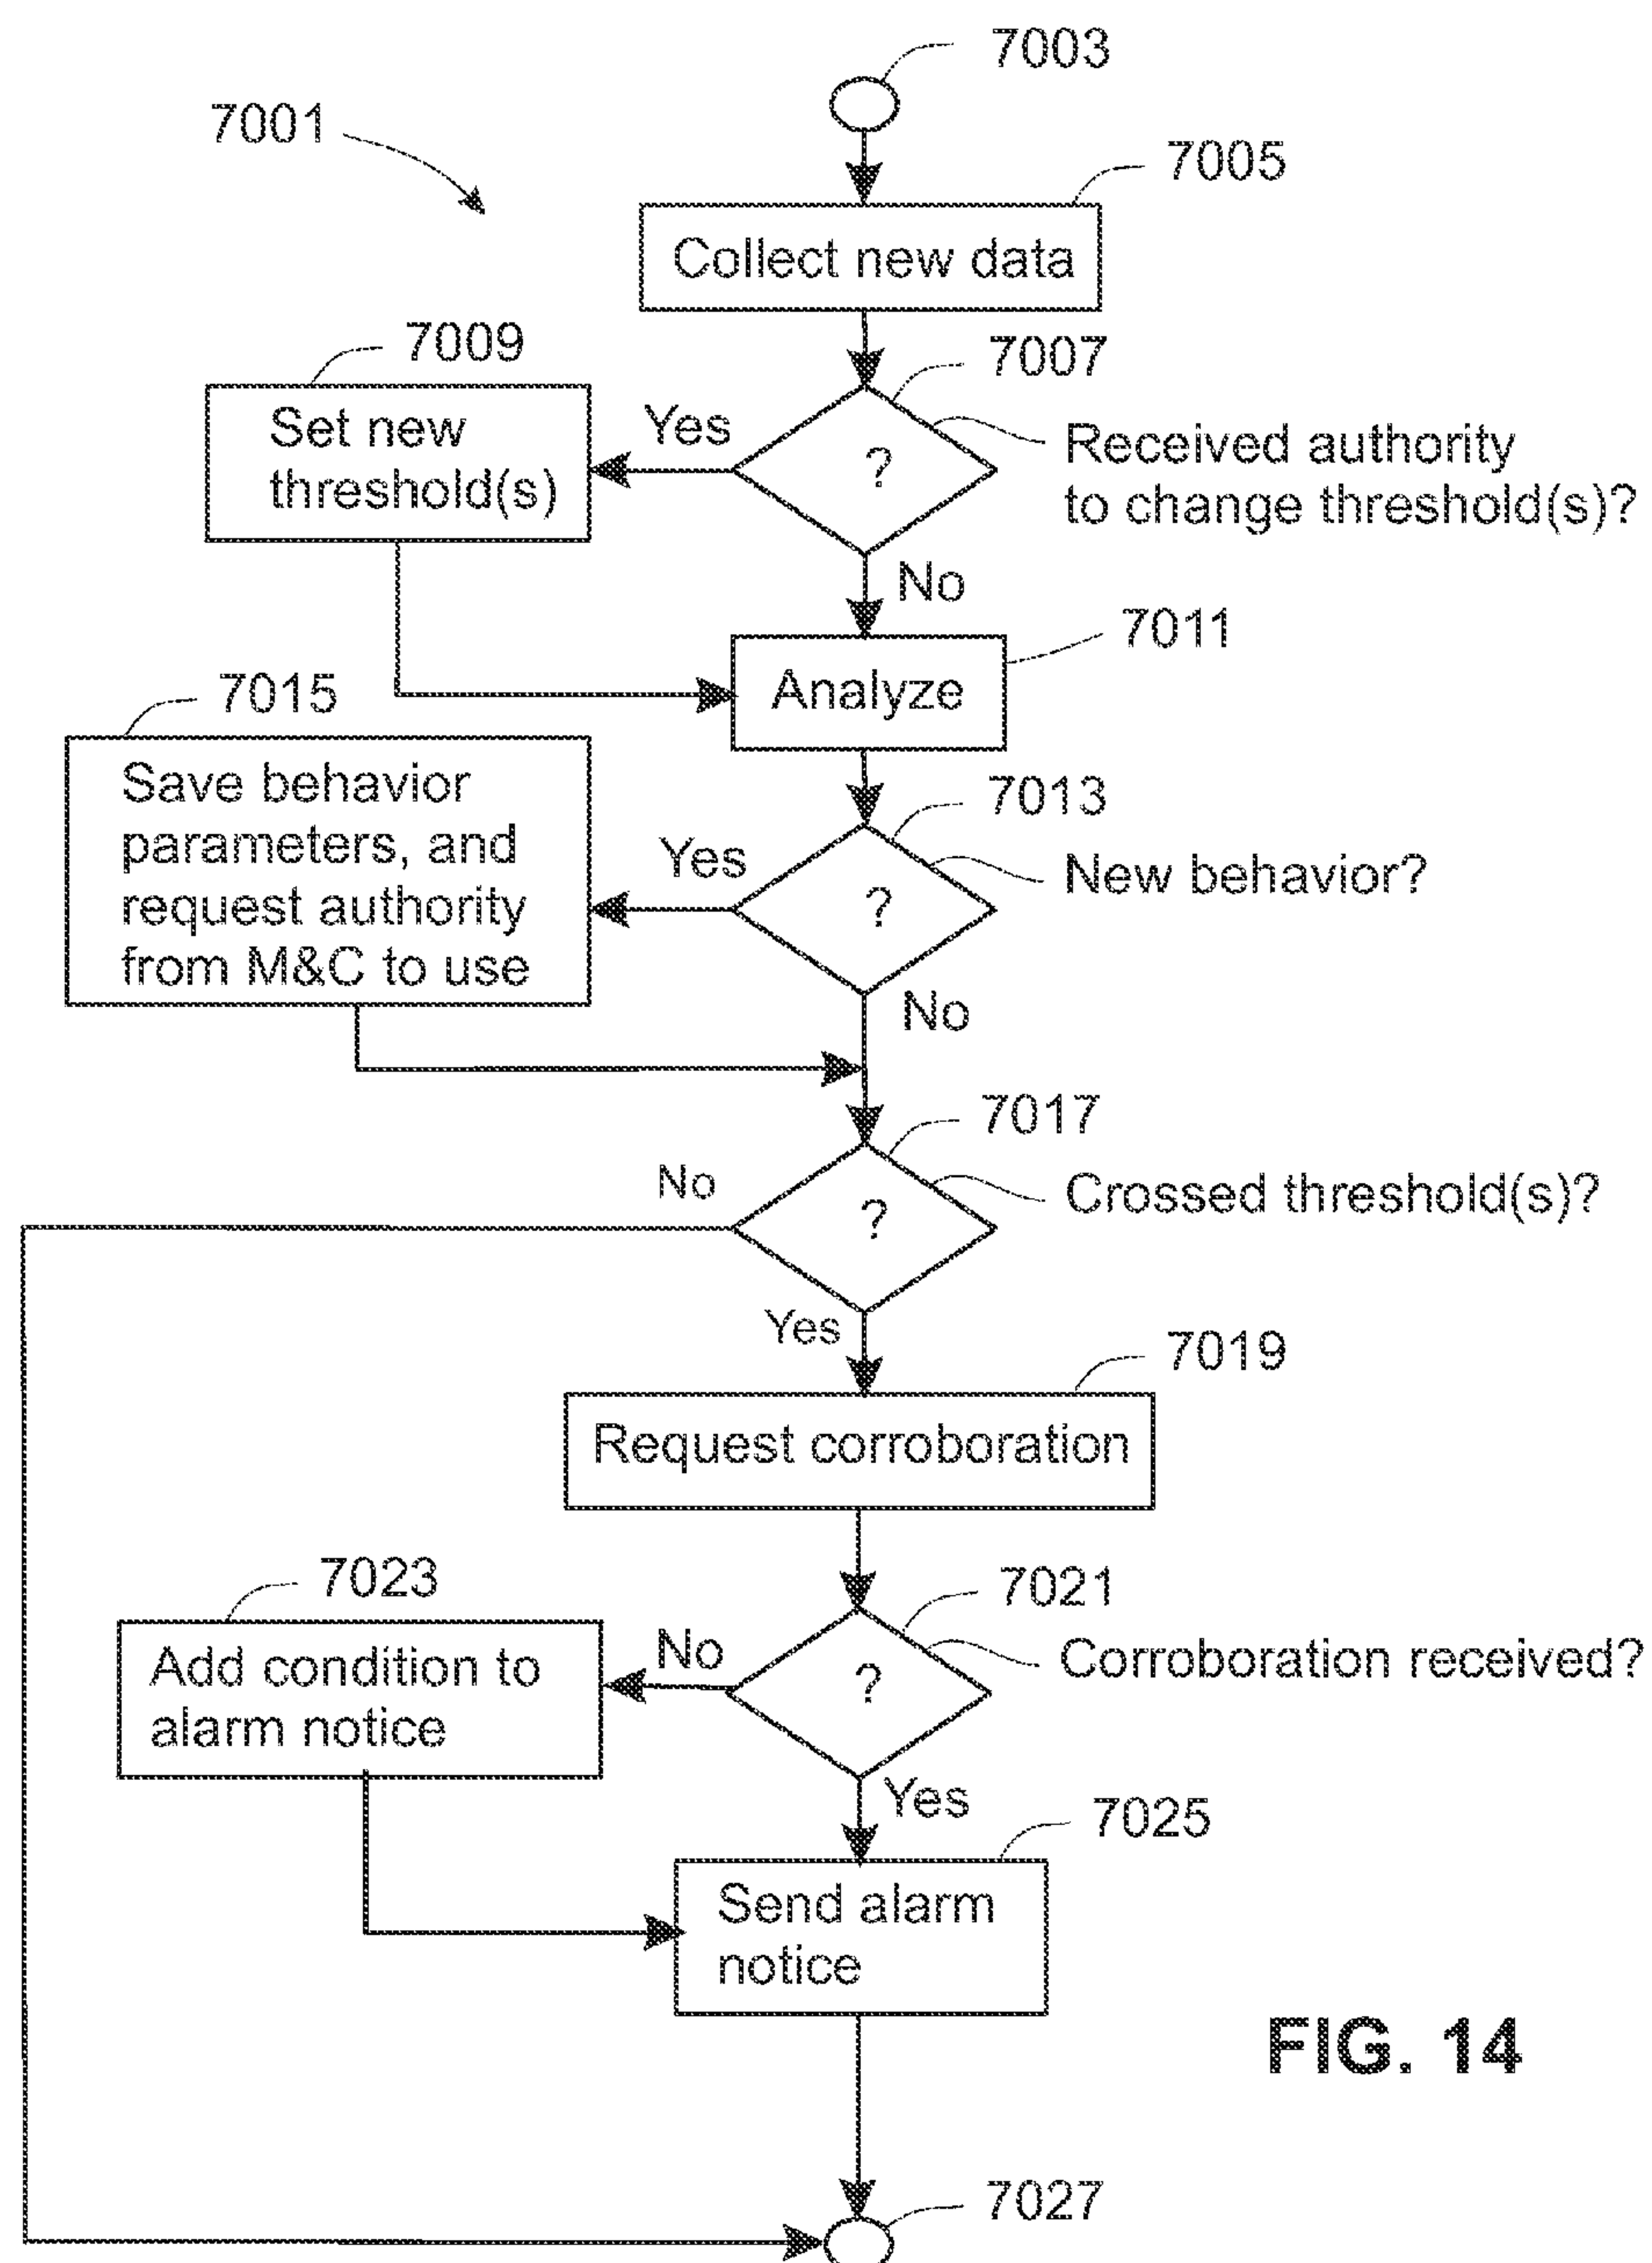 7003
7001
7005
Collect new data
7009
7007
Set new
threshold(s)
Yes
?
Received authority
to change threshold(s)?
No
7011
Analyze
7015
Save behavior
parameters, and
request authority
from M&C to use
7013
Yes
?
New behavior?
No
7017
No
?
Crossed threshold(s)?
Yes
7019
Request corroboration
7023
7021
Add condition to
alarm notice
No
?
Corroboration received?
Yes
7025
Send alarm
notice
FIG. 14
7027